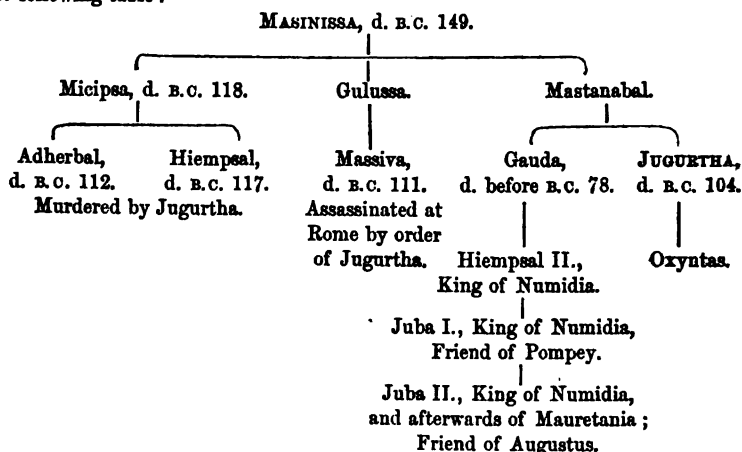 MASINISSA, d. B.C. 149.
Micipsa, d. B.C. 118. Gulussa. Mastanabal.
Adherbal, Hiempsal, Massiva, Gauda, JUGURTHA,
d. B.C. 112. d. B.C. 117. d. B.C. 111. d. before B.C. 78. d. B.C. 104.
Murdered by Jugurtha. Assassinated at
Rome by order
of Jugurtha. Hiempsal II., Oxyntas.
King of Numidia.
Juba I., King of Numidia,
Friend of Pompey.
Juba II., King of Numidia,
and afterwards of Mauretania ;
Friend of Augustus.